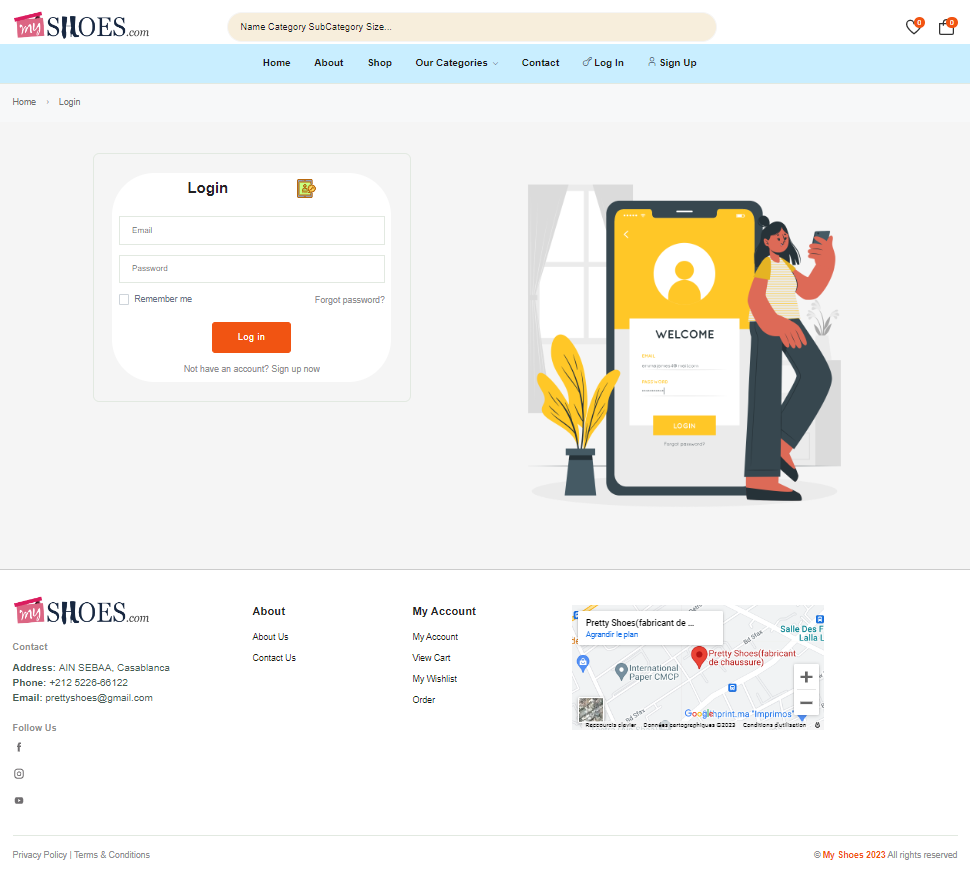 my SHOES.com
Name Category SubCategory Size...
0
0
Home
About
Shop
Our Categories
Contact
Log In
Sign Up
Home
Login
Login
Email
Password
Remember me
Forgot password?
Log in
Not have an account? Sign up now
WELCOME
EMAIL
PASSWORD
LOGIN
Forgot password?
my SHOES.com
Contact
Address: AIN SEBAA, Casablanca
Phone: +212 5226-66122
Email: prettyshoes@gmail.com
Follow Us
About
About Us
Contact Us
My Account
My Account
View Cart
My Wishlist
Order
Pretty Shoes(fabricant de ...
Agrandir le plan
Bd Sfax
Salle Des F
Lalla L
Pretty Shoes(fabricant
de chaussure)
International
Paper CMCP
Bd Sfax
Google
Imprint.ma "Imprimos"
Raccourcis clavier
Données cartographiques ©2023
Conditions d'utilisation
Privacy Policy | Terms & Conditions
© My Shoes 2023 All rights reserved